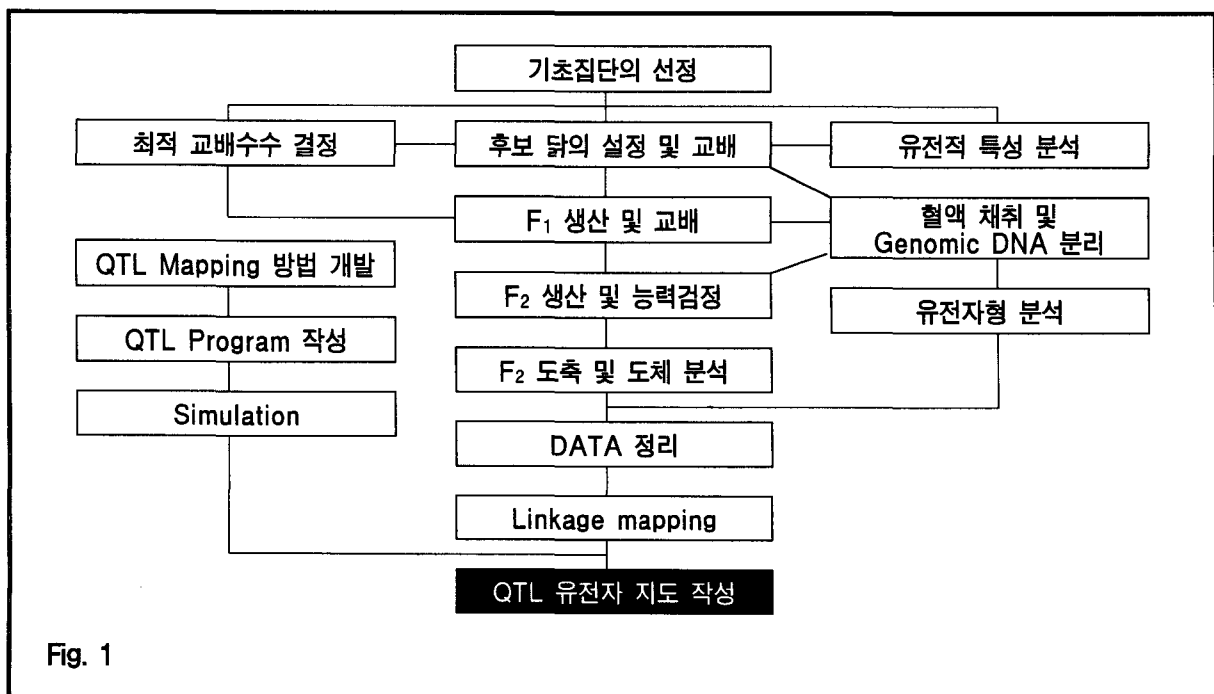 기초집단의 선정
최적 교배수수 결정
후보 닭의 설정 및 교배
유전적 특성 분석
F₁ 생산 및 교배
혈액 채취 및
Genomic DNA 분리
QTL Mapping 방법 개발
F₂ 생산 및 능력검정
유전자형 분석
QTL Program 작성
F₂ 도축 및 도체 분석
Simulation
DATA 정리
Linkage mapping
QTL 유전자 지도 작성
Fig. 1